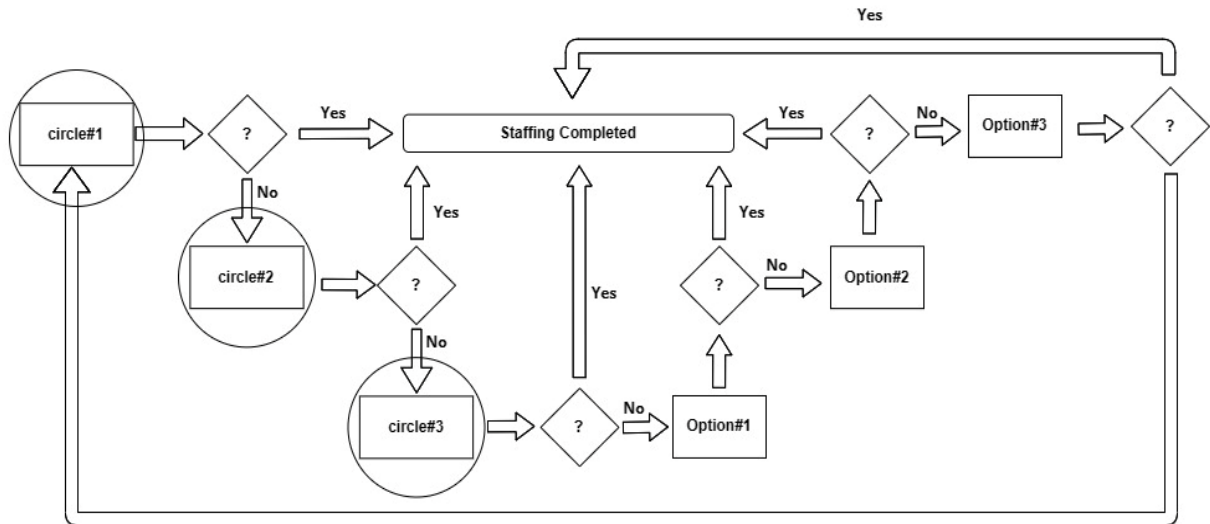 Yes
circle#1
?
Yes
Staffing Completed
Yes
?
No
Option#3
?
No
Yes
Yes
circle#2
?
Yes
?
No
Option#2
No
circle#3
?
No
Option#1